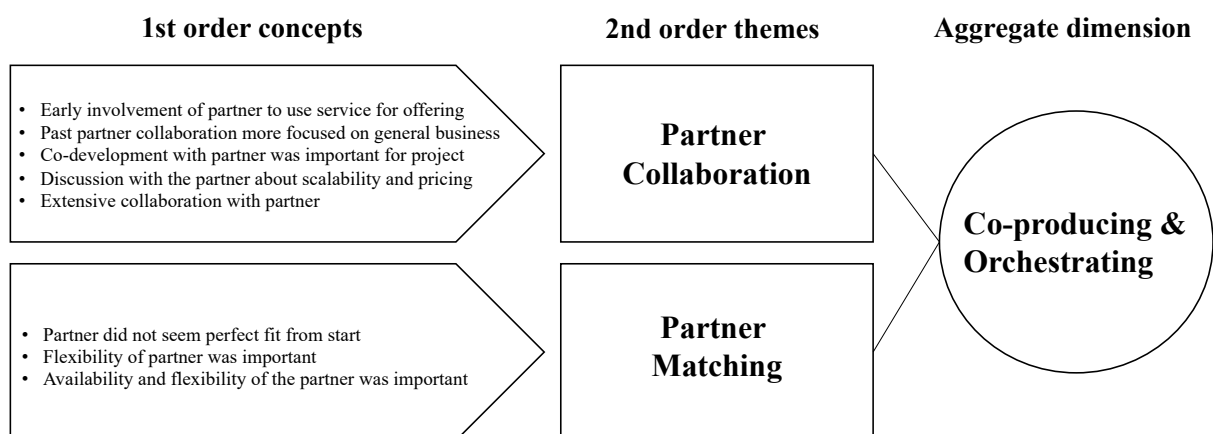 1st order concepts
2nd order themes
Aggregate dimension
• Early involvement of partner to use service for offering
• Past partner collaboration more focused on general business
• Co-development with partner was important for project
• Discussion with the partner about scalability and pricing
• Extensive collaboration with partner
Partner
Collaboration
• Partner did not seem perfect fit from start
• Flexibility of partner was important
• Availability and flexibility of the partner was important
Partner
Matching
Co-producing &
Orchestrating